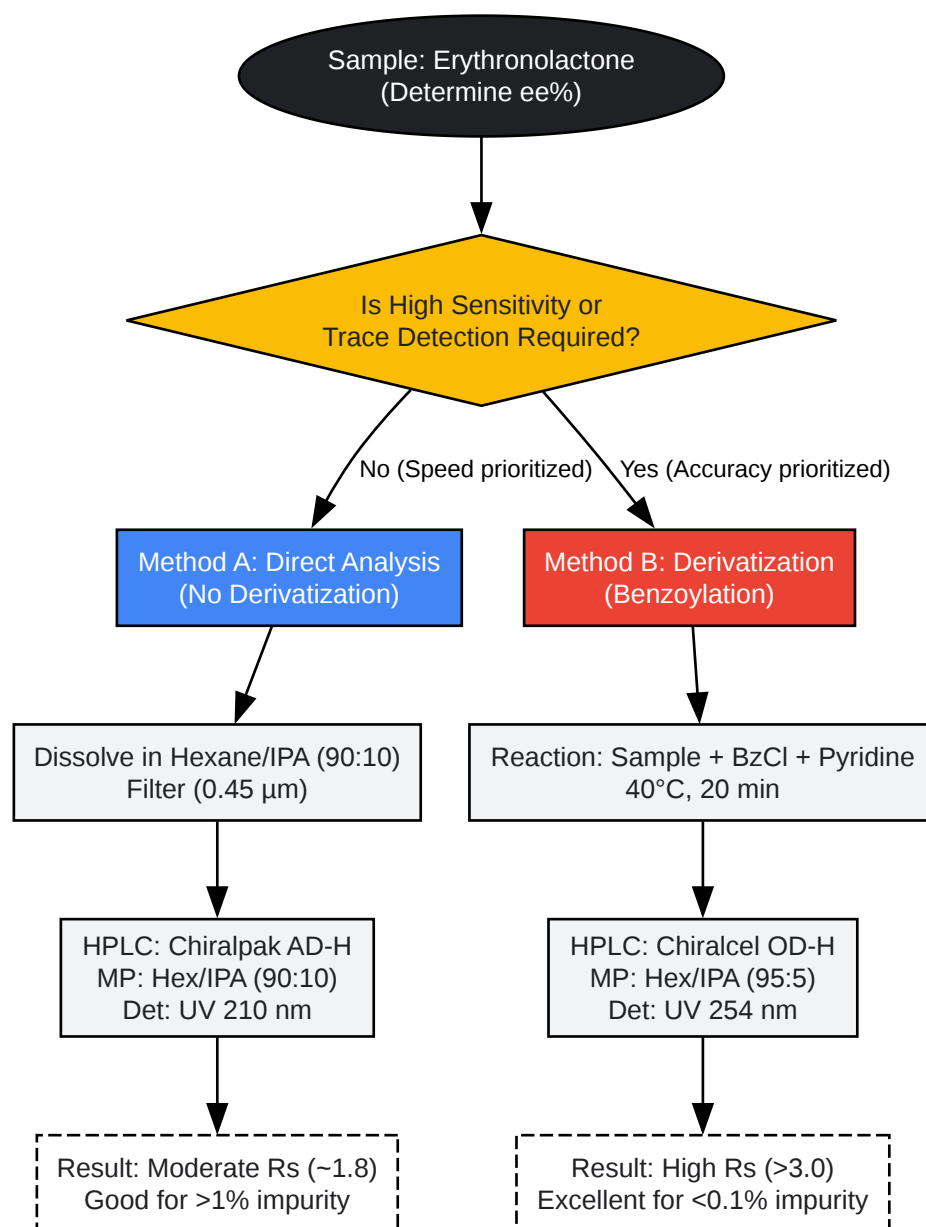 Sample: Erythronolactone
(Determine ee%)
Is High Sensitivity or
Trace Detection Required?
No (Speed prioritized)
Yes (Accuracy prioritized)
Method A: Direct Analysis
(No Derivatization)
Method B: Derivatization
(Benzoylation)
Dissolve in Hexane/IPA (90:10)
Filter (0.45 µm)
Reaction: Sample + BzCl + Pyridine
40°C, 20 min
HPLC: Chiralpak AD-H
MP: Hex/IPA (90:10)
Det: UV 210 nm
HPLC: Chiralcel OD-H
MP: Hex/IPA (95:5)
Det: UV 254 nm
Result: Moderate Rs (~1.8)
Good for >1% impurity
Result: High Rs (>3.0)
Excellent for <0.1% impurity